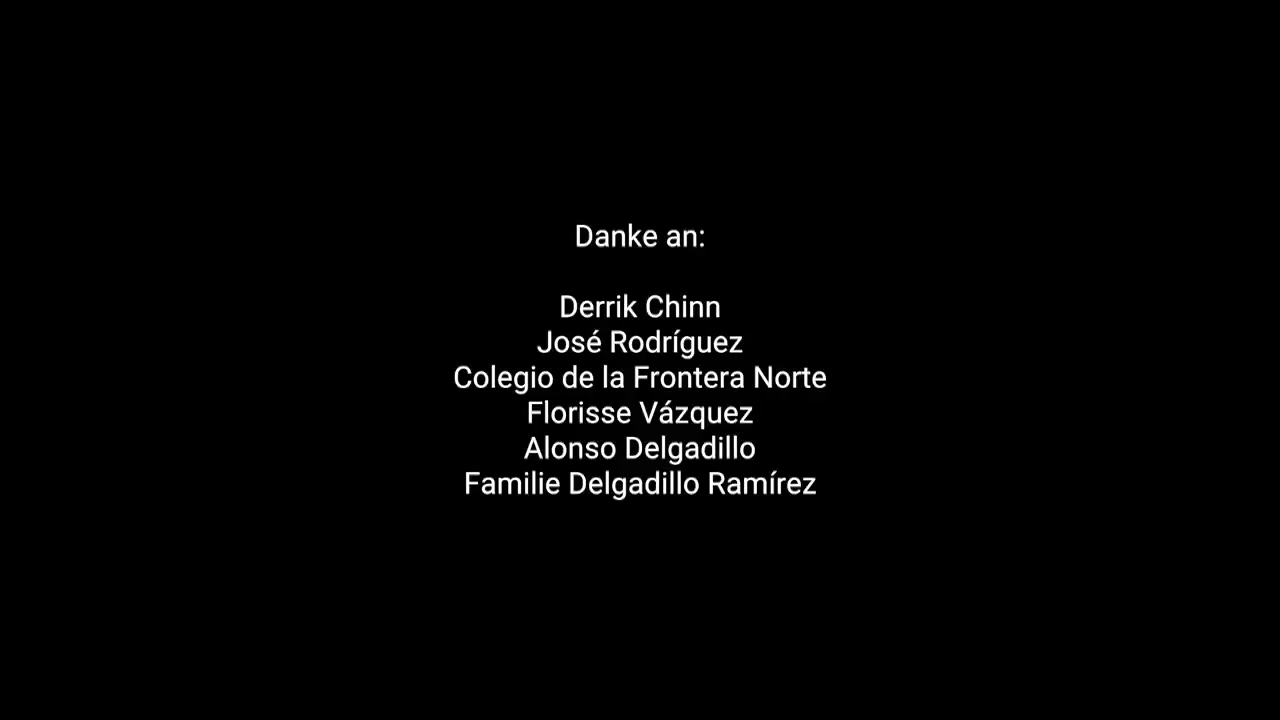 Danke an:
Derrik Chinn
José Rodríguez
Colegio de la Frontera Norte
Florisse Vázquez
Alonso Delgadillo
Familie Delgadillo Ramírez